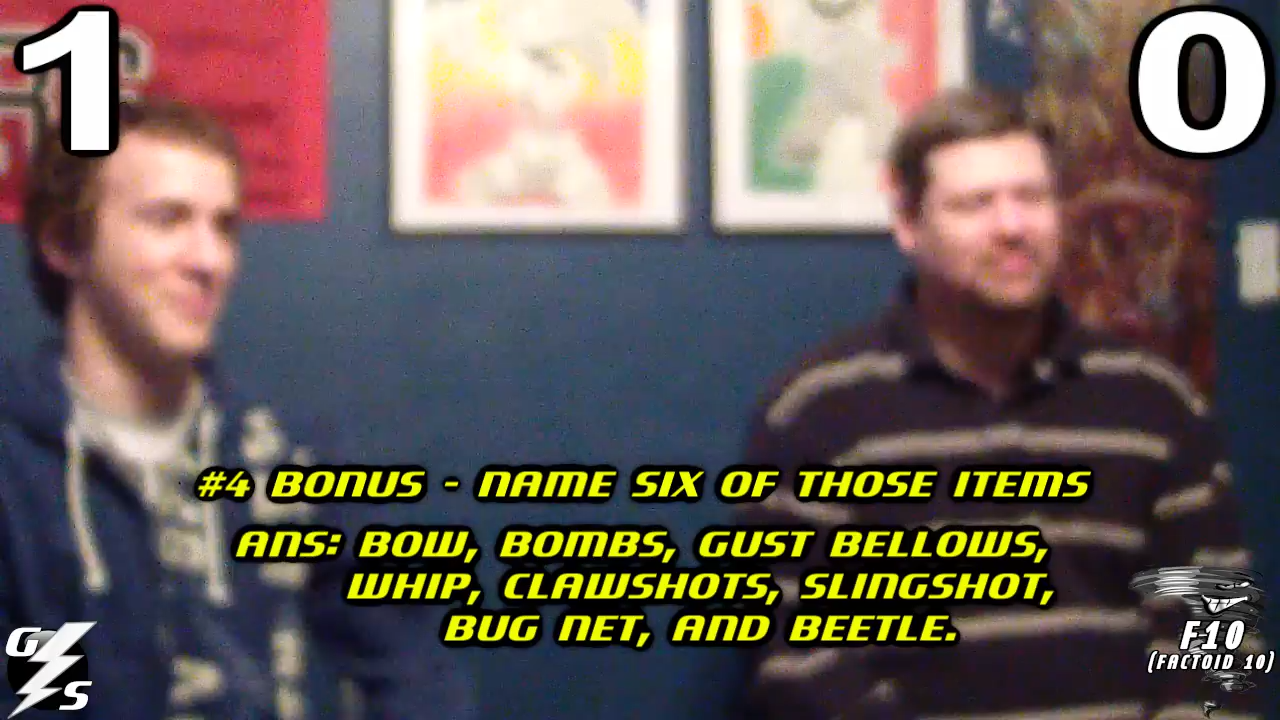 1
0
#4 BONUS - NAME SIX OF THOSE ITEMS
ANS: BOW, BOMBS, GUST BELLOWS,
WHIP, CLAWSHOTS, SLINGSHOT,
BUG NET, AND BEETLE.
G S
F10
(FACTOID 10)